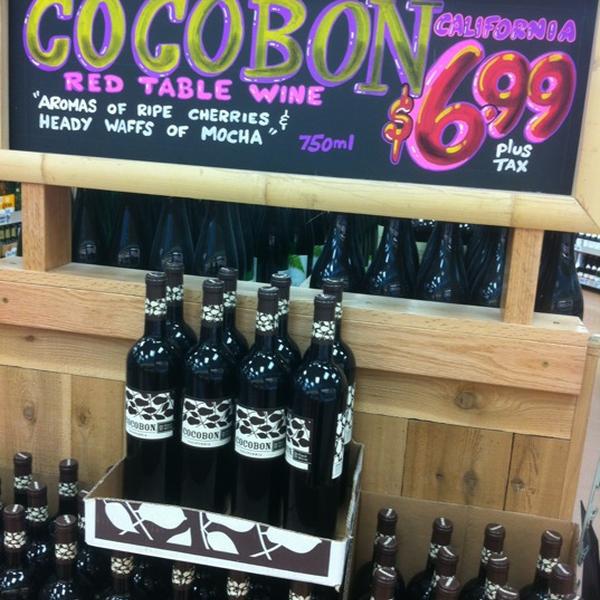 COCOBON
CALIFORNIA
RED TABLE WINE
$6.99
"AROMAS OF RIPE CHERRIES &
HEADY WAFFS OF MOCHA"
750ml
plus
TAX
COCOBON
COCOBON
COCOBON